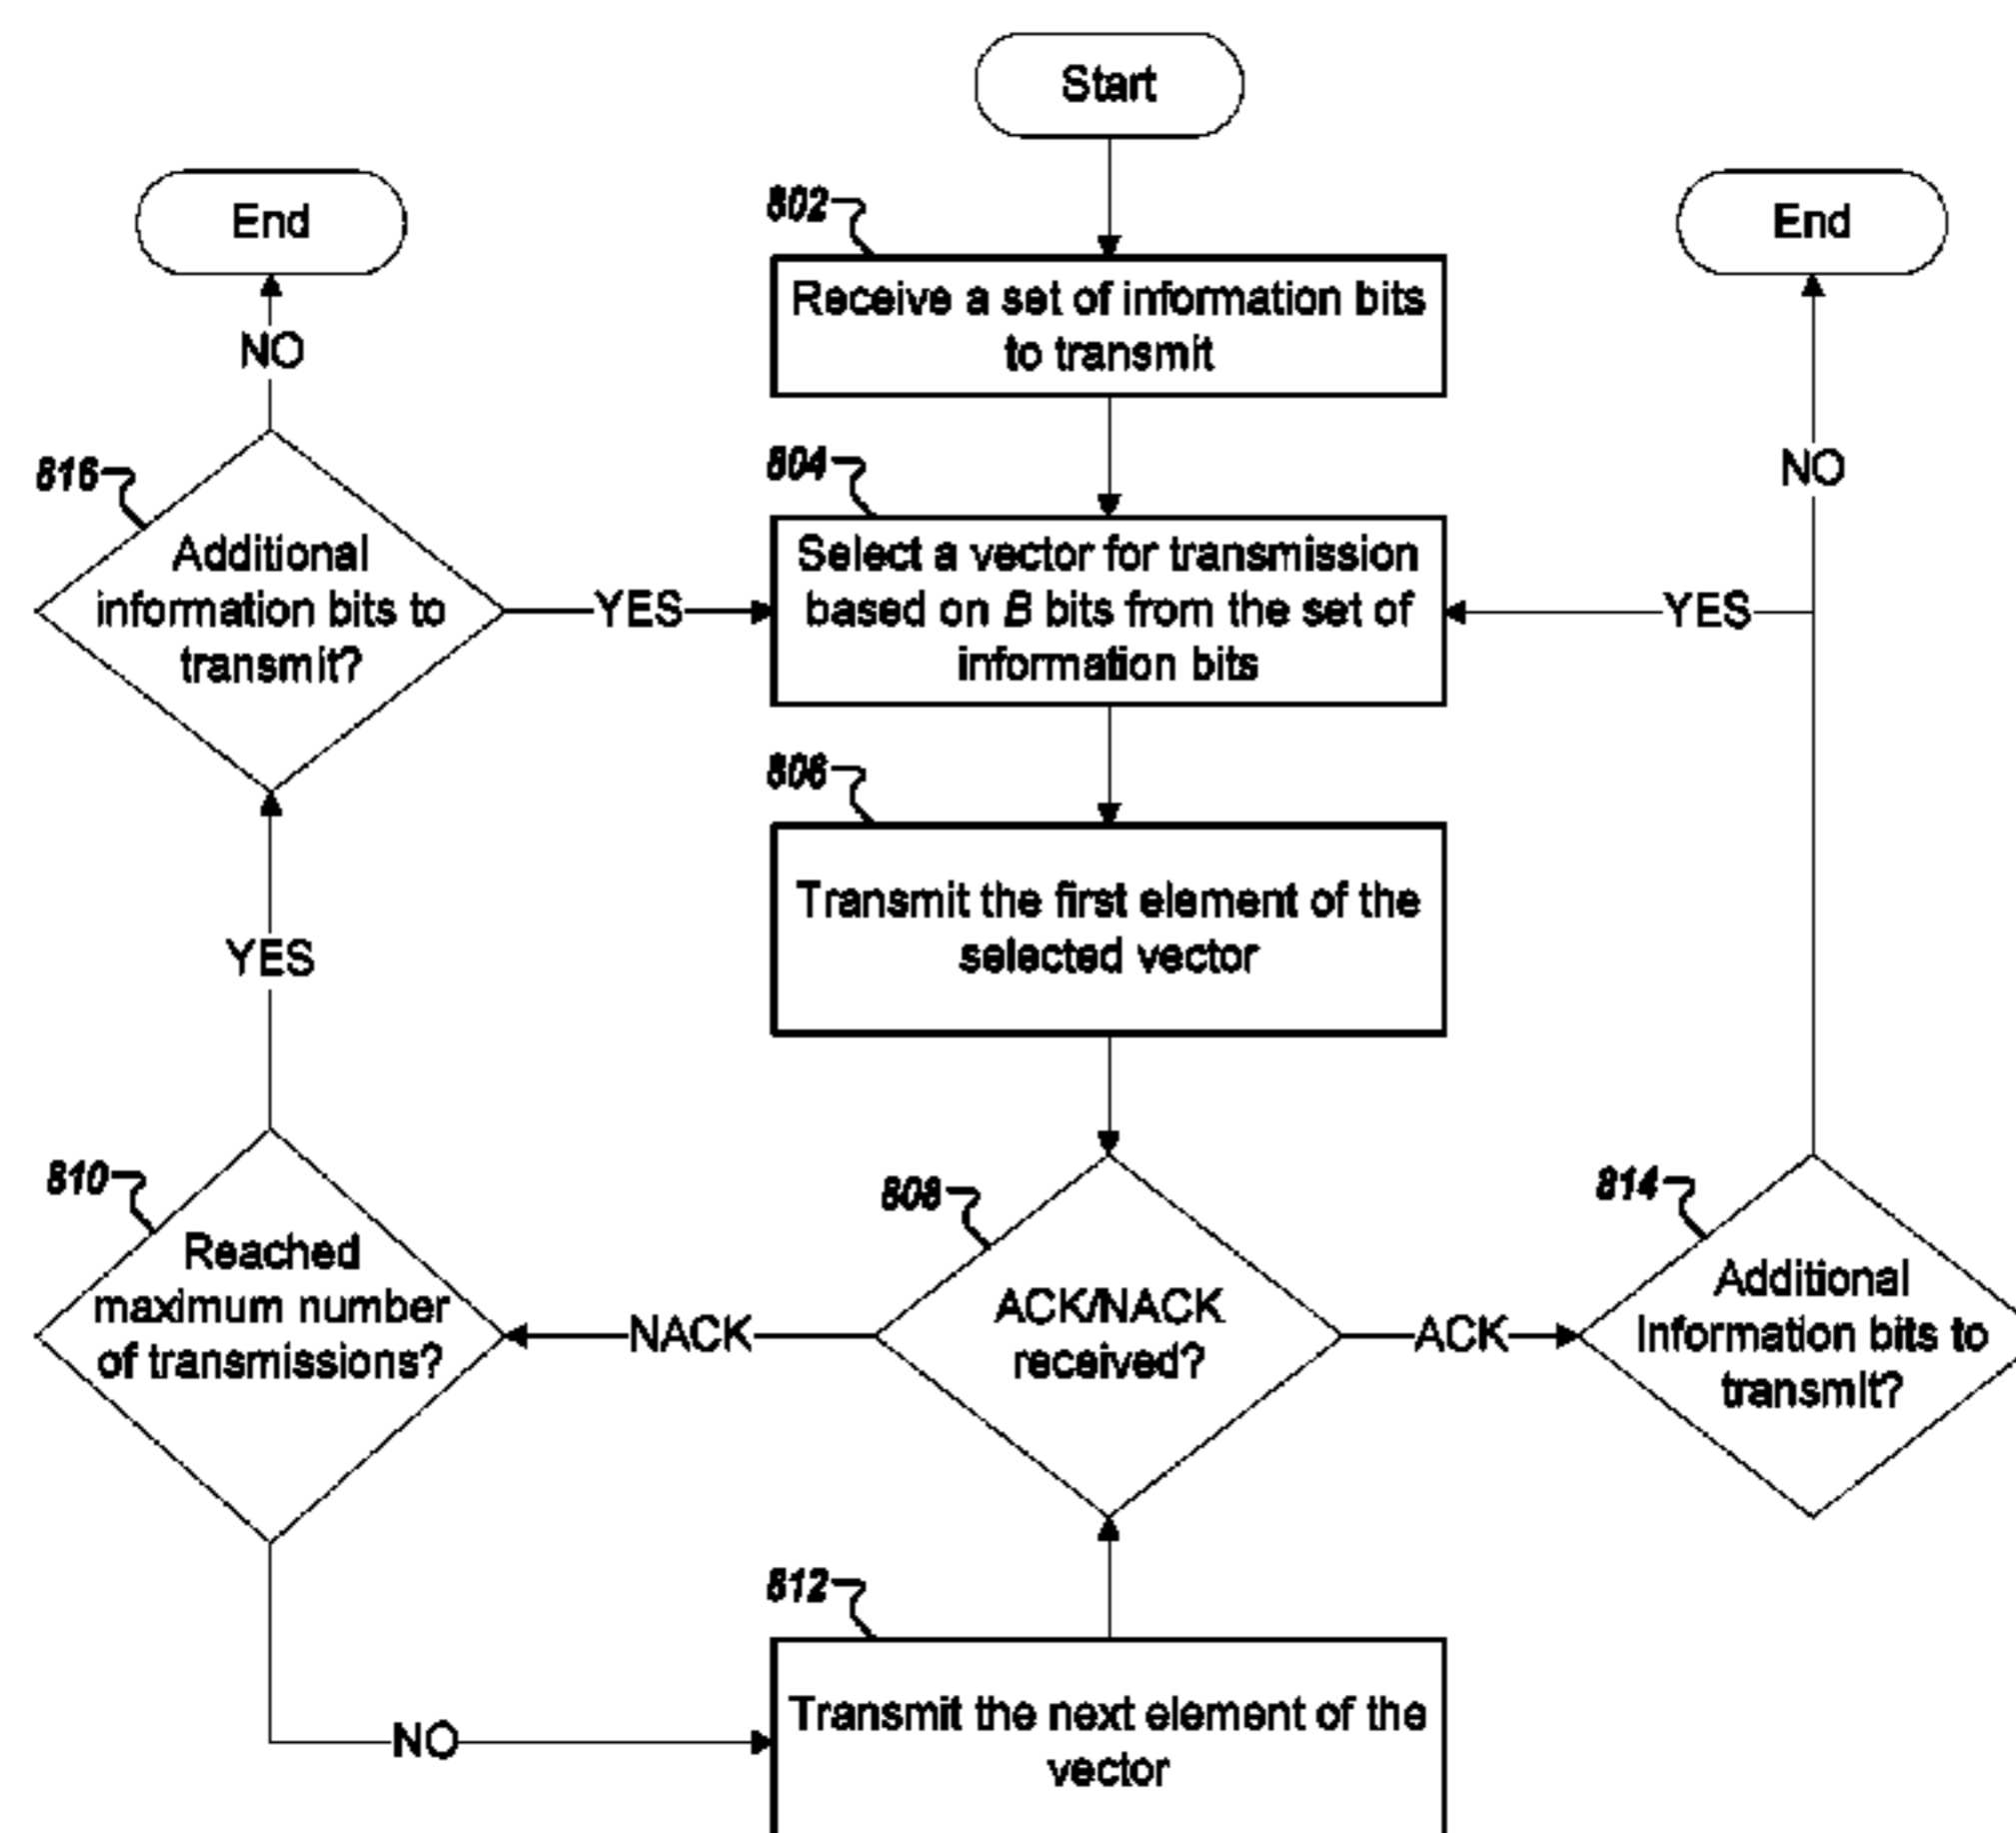 Start
End
End
802
Receive a set of information bits
to transmit
NO
816
Additional
information bits to
transmit?
YES
804
Select a vector for transmission
based on B bits from the set of
information bits
YES
NO
806
Transmit the first element of the
selected vector
YES
810
Reached
maximum number
of transmissions?
NACK
808
ACK/NACK
received?
ACK
814
Additional
Information bits to
transmit?
NO
812
Transmit the next element of the
vector